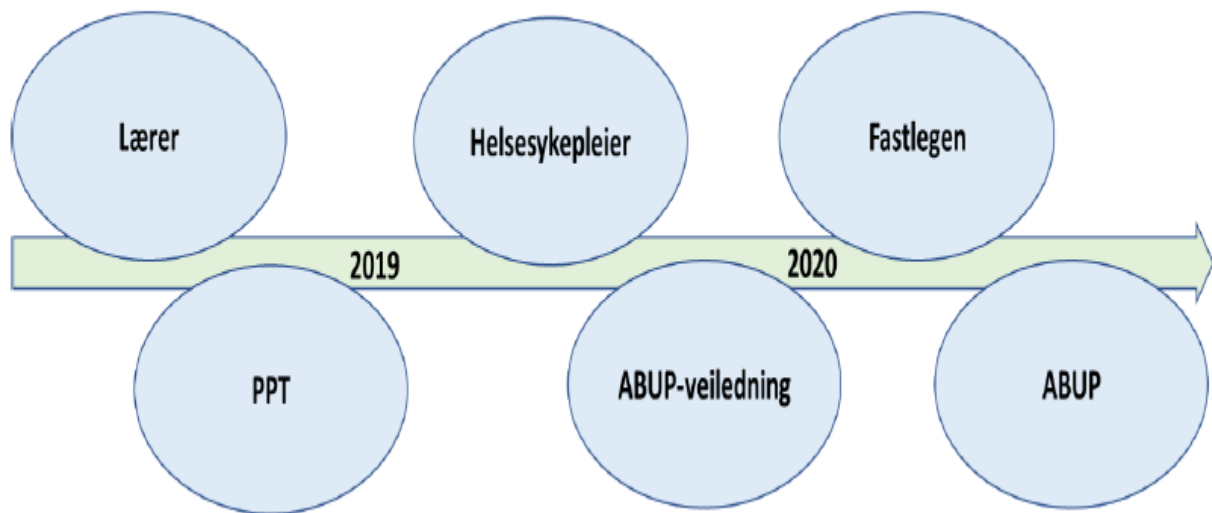 Lærer
Helsesykepleier
Fastlegen
2019
2020
PPT
ABUP-veiledning
ABUP